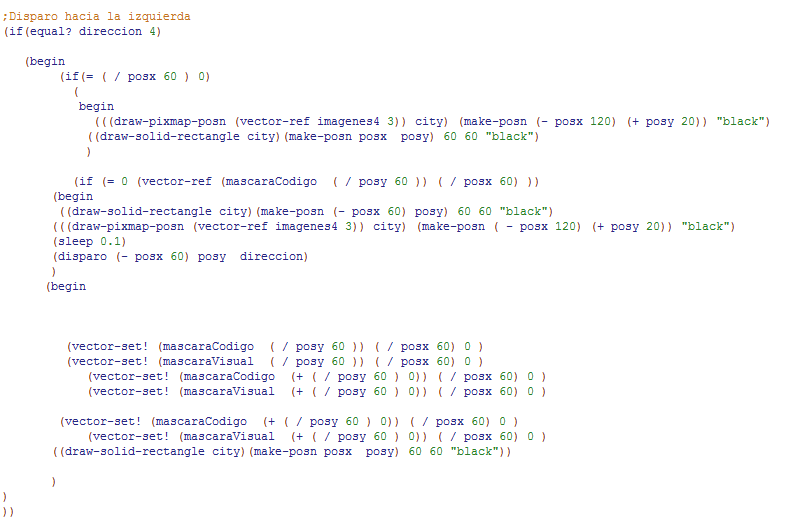 ;Disparo hacia la izquierda
(if(equal? direccion 4)
(begin
(if(= ( / posx 60 ) 0)
(
begin
(((draw-pixmap-posn (vector-ref imagenes4 3)) city) (make-posn (- posx 120) (+ posy 20)) "black")
((draw-solid-rectangle city)(make-posn posx  posy) 60 60 "black")
)
(if (= 0 (vector-ref (mascaraCodigo  ( / posy 60 )) ( / posx 60) ))
(begin
((draw-solid-rectangle city)(make-posn (- posx 60) posy) 60 60 "black")
(((draw-pixmap-posn (vector-ref imagenes4 3)) city) (make-posn ( - posx 120) (+ posy 20)) "black")
(sleep 0.1)
(disparo (- posx 60) posy  direccion)
)
(begin
(vector-set! (mascaraCodigo  ( / posy 60 )) ( / posx 60) 0 )
(vector-set! (mascaraVisual  ( / posy 60 )) ( / posx 60) 0 )
(vector-set! (mascaraCodigo  (+ ( / posy 60 ) 0)) ( / posx 60) 0 )
(vector-set! (mascaraVisual  (+ ( / posy 60 ) 0)) ( / posx 60) 0 )
(vector-set! (mascaraCodigo  (+ ( / posy 60 ) 0)) ( / posx 60) 0 )
(vector-set! (mascaraVisual  (+ ( / posy 60 ) 0)) ( / posx 60) 0 )
((draw-solid-rectangle city)(make-posn posx  posy) 60 60 "black"))
)
)
))